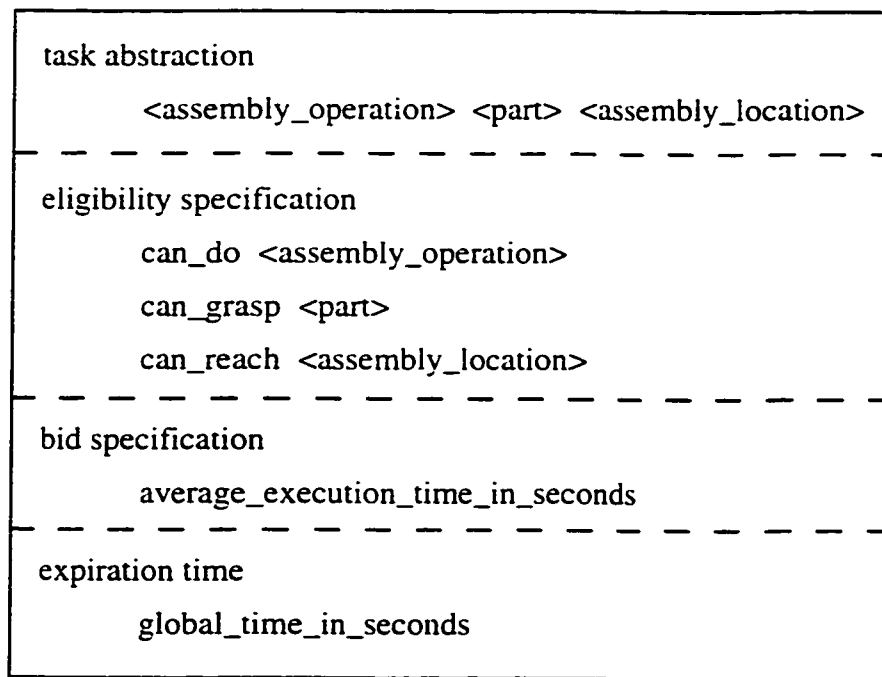 task abstraction
<assembly_operation> <part> <assembly_location>
eligibility specification
can_do <assembly_operation>
can_grasp <part>
can_reach <assembly_location>
bid specification
average_execution_time_in_seconds
expiration time
global_time_in_seconds